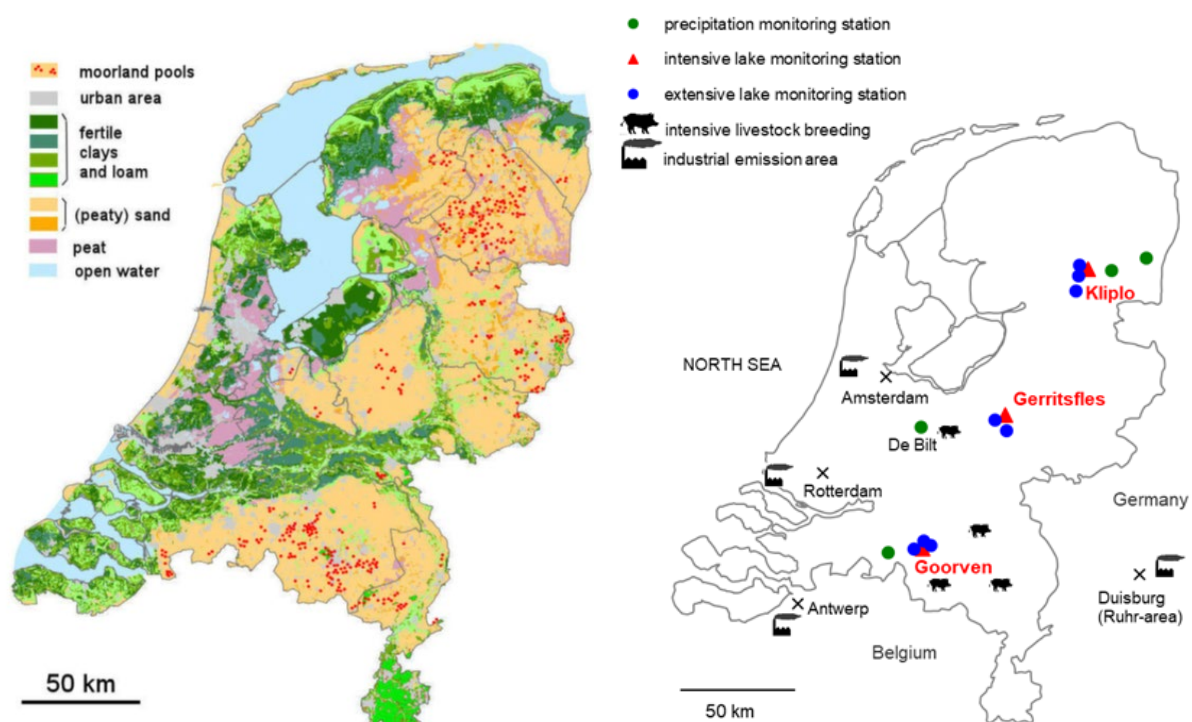 moorland pools
urban area
fertile
clays
and loam
(peaty) sand
peat
open water
50 km
precipitation monitoring station
intensive lake monitoring station
extensive lake monitoring station
intensive livestock breeding
industrial emission area
Kliplo
NORTH SEA
Amsterdam
Gerritsfles
De Bilt
Rotterdam
Germany
Goorven
Antwerp
Duisburg
(Ruhr-area)
Belgium
50 km